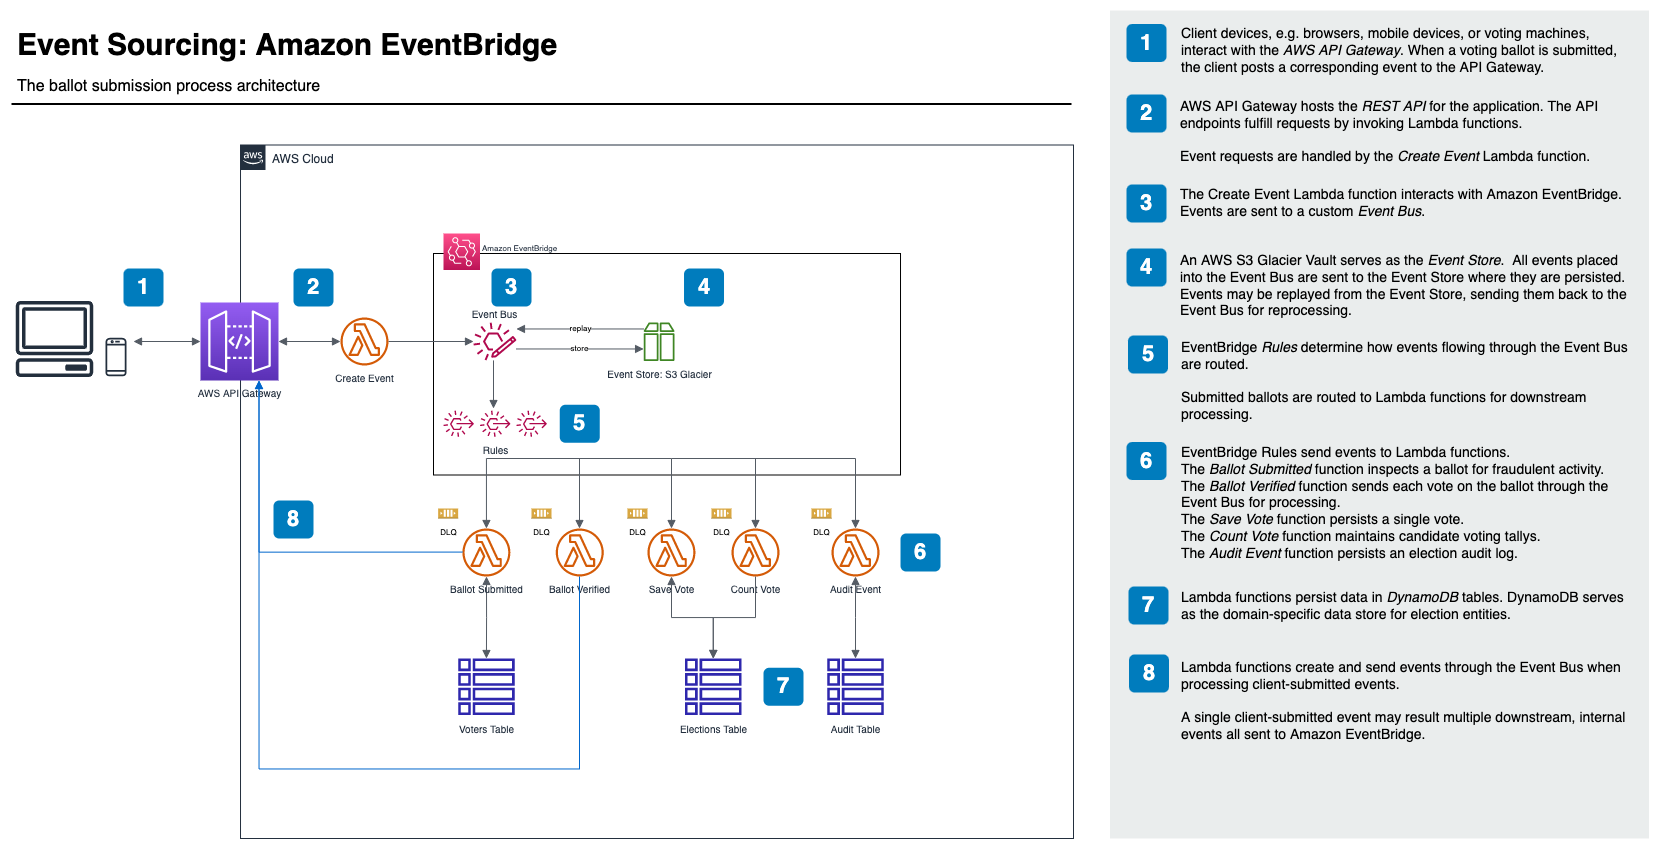 Event Sourcing: Amazon EventBridge
The ballot submission process architecture
aws
AWS Cloud
Amazon EventBridge
1
2
3
4
Event Bus
replay
store
Create Event
Event Store: S3 Glacier
AWS API Gateway
5
Rules
8
DLQ
DLQ
DLQ
DLQ
DLQ
6
Ballot Submitted
Ballot Verified
Save Vote
Count Vote
Audit Event
7
Voters Table
Elections Table
Audit Table
1
Client devices, e.g. browsers, mobile devices, or voting machines,
interact with the AWS API Gateway. When a voting ballot is submitted,
the client posts a corresponding event to the API Gateway.
2
AWS API Gateway hosts the REST API for the application. The API
endpoints fulfill requests by invoking Lambda functions.
Event requests are handled by the Create Event Lambda function.
3
The Create Event Lambda function interacts with Amazon EventBridge.
Events are sent to a custom Event Bus.
4
An AWS S3 Glacier Vault serves as the Event Store. All events placed
into the Event Bus are sent to the Event Store where they are persisted.
Events may be replayed from the Event Store, sending them back to the
Event Bus for reprocessing.
5
EventBridge Rules determine how events flowing through the Event Bus
are routed.
Submitted ballots are routed to Lambda functions for downstream
processing.
6
EventBridge Rules send events to Lambda functions.
The Ballot Submitted function inspects a ballot for fraudulent activity.
The Ballot Verified function sends each vote on the ballot through the
Event Bus for processing.
The Save Vote function persists a single vote.
The Count Vote function maintains candidate voting tallys.
The Audit Event function persists an election audit log.
7
Lambda functions persist data in DynamoDB tables. DynamoDB serves
as the domain-specific data store for election entities.
8
Lambda functions create and send events through the Event Bus when
processing client-submitted events.
A single client-submitted event may result multiple downstream, internal
events all sent to Amazon EventBridge.